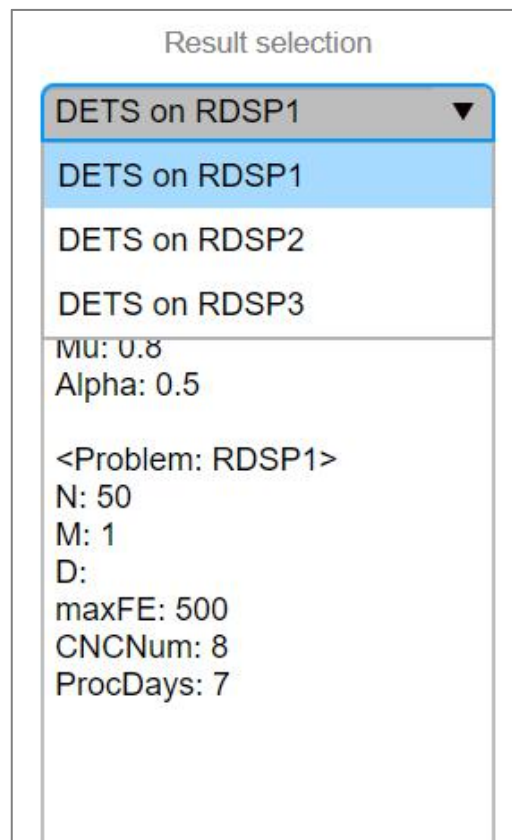 Result selection
DETS on RDSP1
DETS on RDSP1
DETS on RDSP2
DETS on RDSP3
Mu: 0.8
Alpha: 0.5
<Problem: RDSP1>
N: 50
M: 1
D:
maxFE: 500
CNCNum: 8
ProcDays: 7